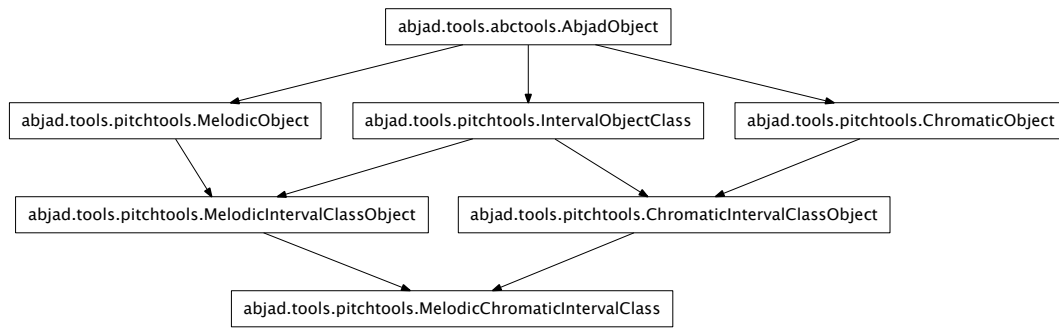 abjad.tools.abctools.AbjadObject
abjad.tools.pitchtools.MelodicObject
abjad.tools.pitchtools.IntervalObjectClass
abjad.tools.pitchtools.ChromaticObject
abjad.tools.pitchtools.MelodicIntervalClassObject
abjad.tools.pitchtools.ChromaticIntervalClassObject
abjad.tools.pitchtools.MelodicChromaticIntervalClass